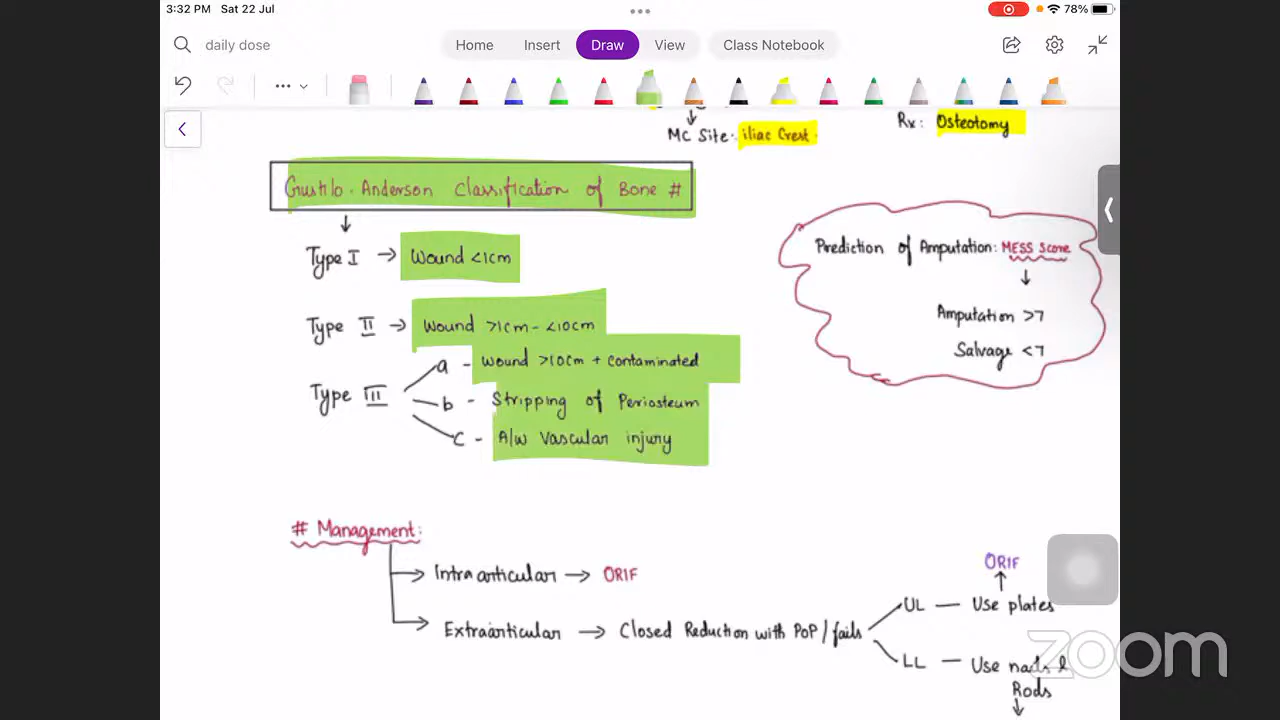 3:32 PM Sat 22 Jul
78%
daily dose
Home Insert Draw View Class Notebook
MC Site: iliac Crest.
Rx: Osteotomy
Gustilo. Anderson Classification of Bone #
Type I → Wound <1cm
Type II → Wound >1cm - <10cm
Type III
a - Wound >10cm + Contaminated
b - Stripping of Periosteum
C - A/w Vascular injury
Prediction of Amputation: MESS Score
↓
Amputation >7
Salvage <7
# Management:
Intraarticular → ORIF
Extraarticular → Closed Reduction with POP/fails
ORIF
↑
UL — Use plates
LL — Use nails &
Rods
↓
zoom